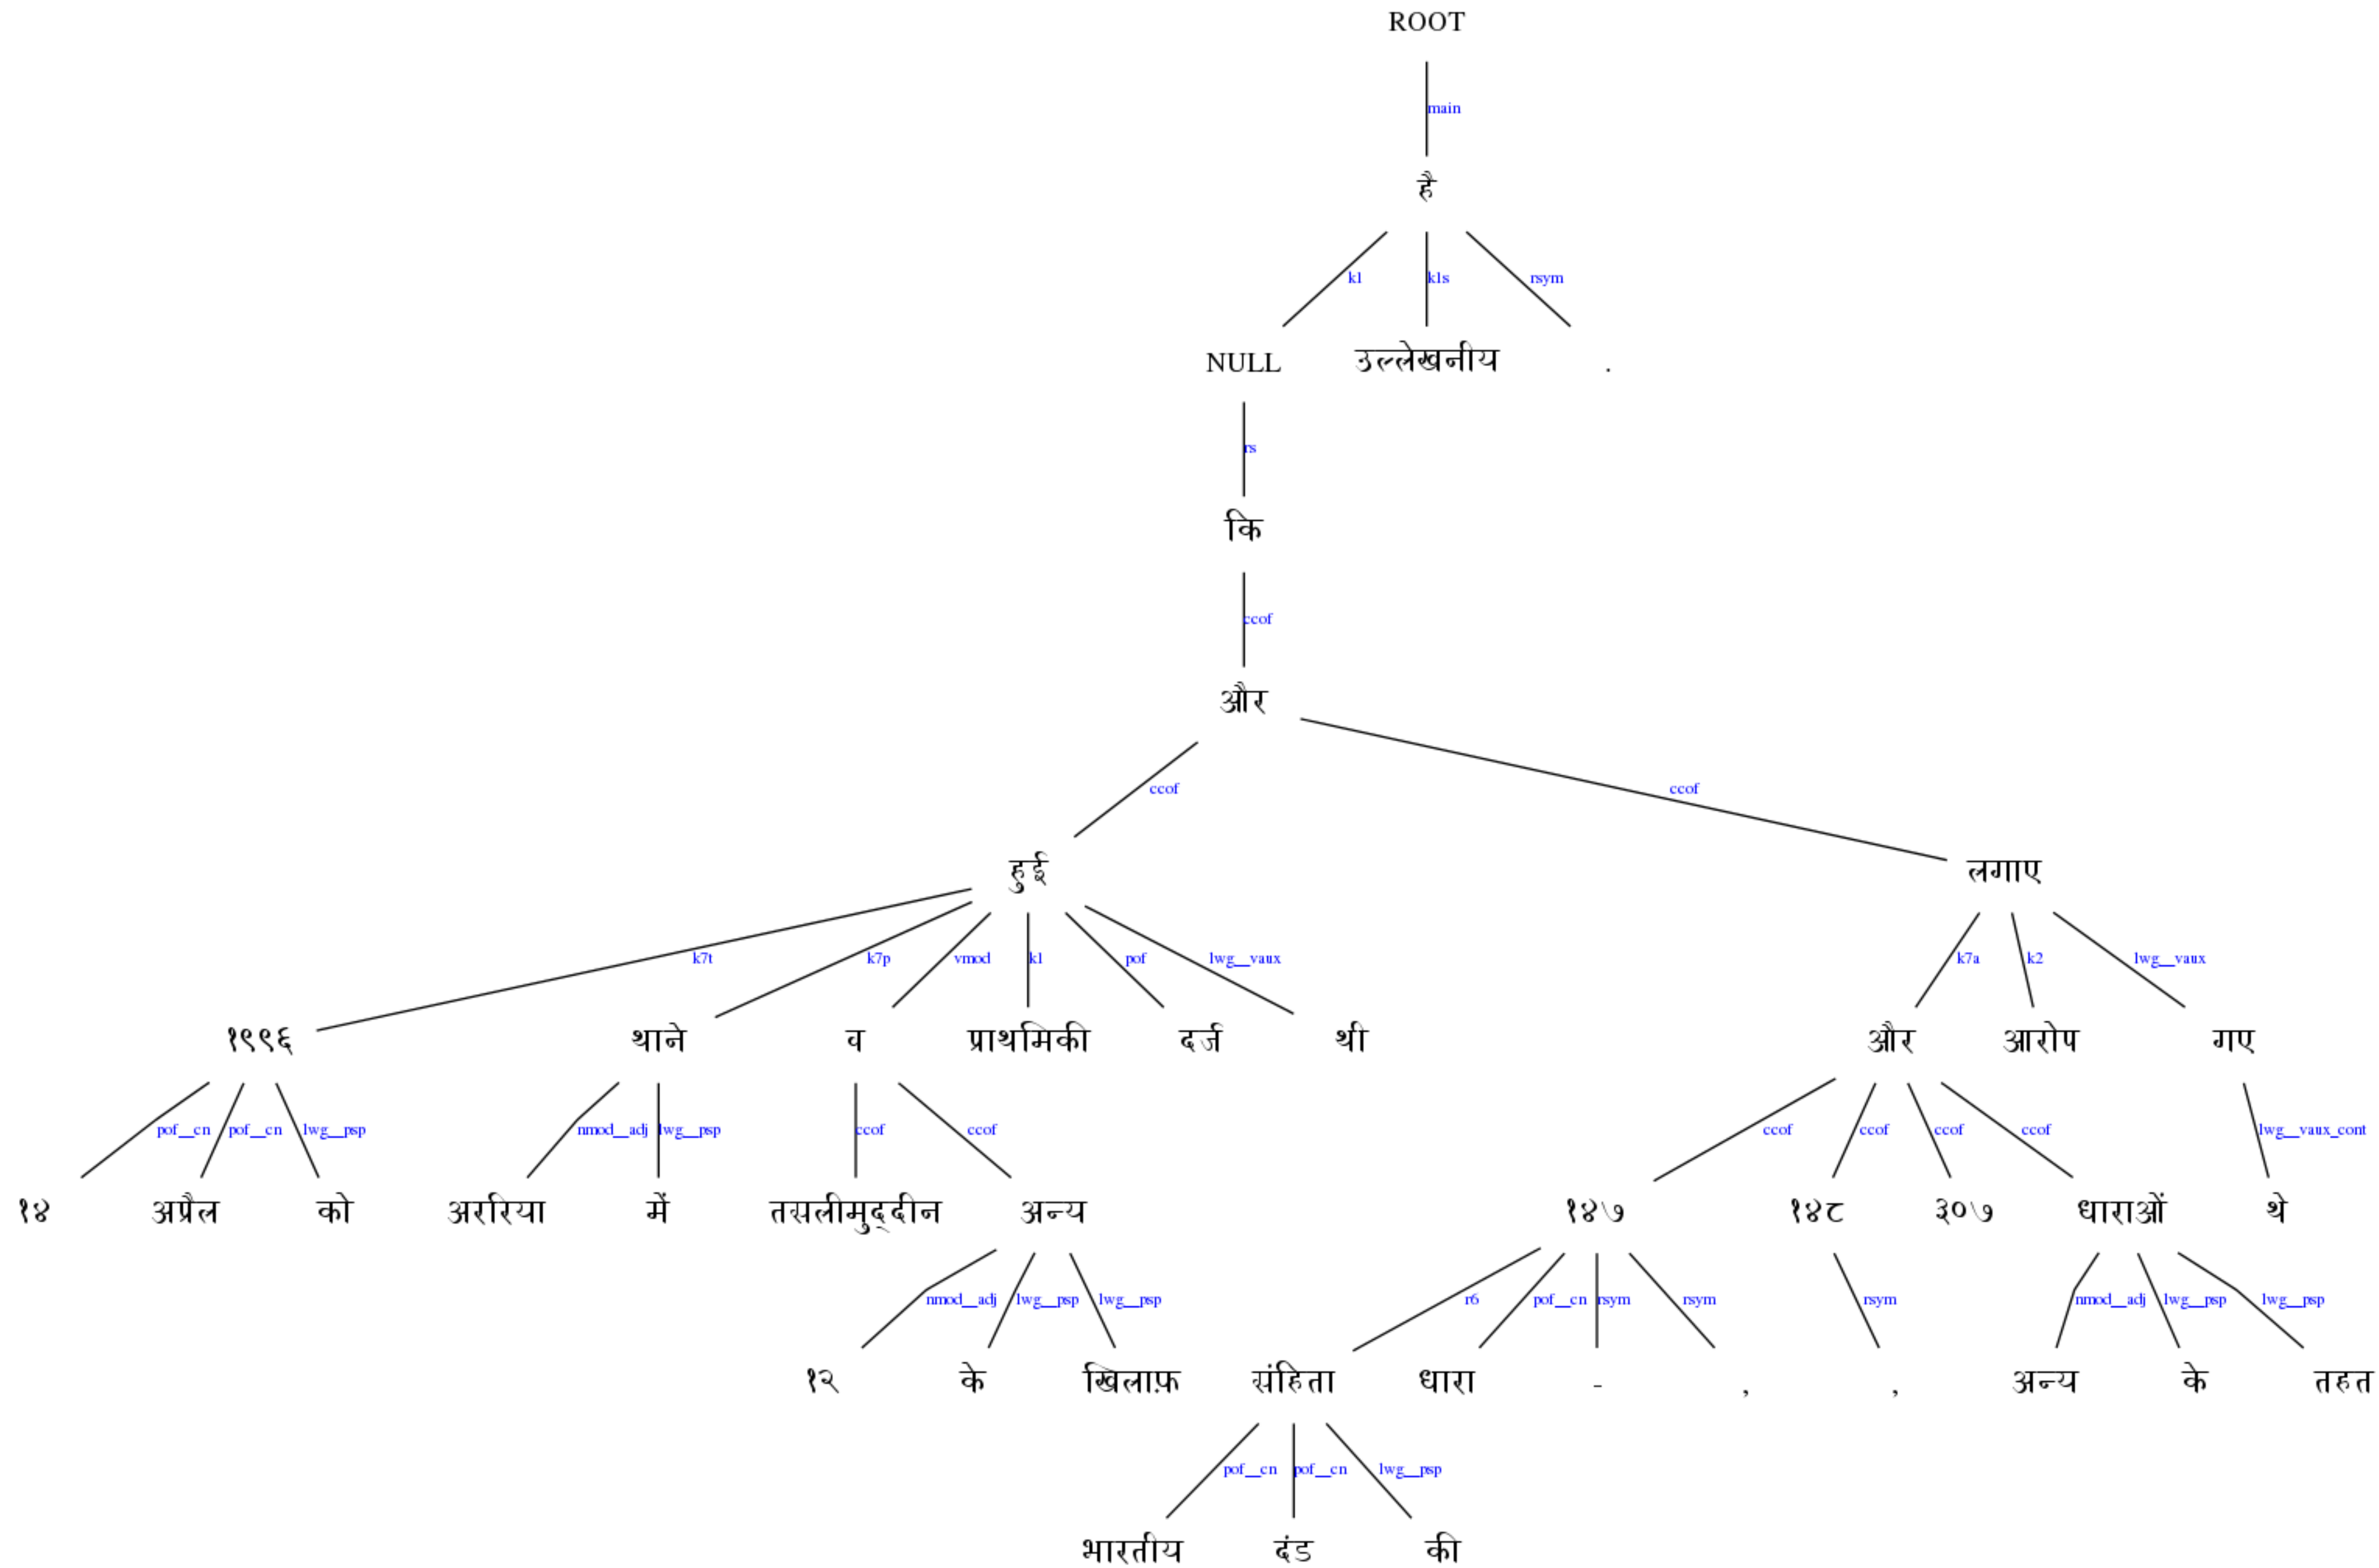 ROOT
main
है
k1 k1s rsym
NULL उल्लेखनीय .
rs
कि
ccof
और
ccof ccof
हुई लगाए
k7t k7p vmod k1 pof lwg__vaux k7a k2 lwg__vaux
१९९६ थाने व प्राथमिकी दर्ज थी और आरोप गए
pof__cn pof__cn lwg__psp nmod__adj lwg__psp ccof ccof ccof ccof ccof ccof lwg__vaux_cont
१४ अप्रैल को अररिया में तसलीमुद्दीन अन्य १४७ १४८ ३०७ धाराओं थे
nmod__adj lwg__psp lwg__psp r6 pof__cn rsym rsym rsym nmod__adj lwg__psp lwg__psp
१२ के खिलाफ़ संहिता धारा - , , अन्य के तहत
pof__cn pof__cn lwg__psp
भारतीय दंड की